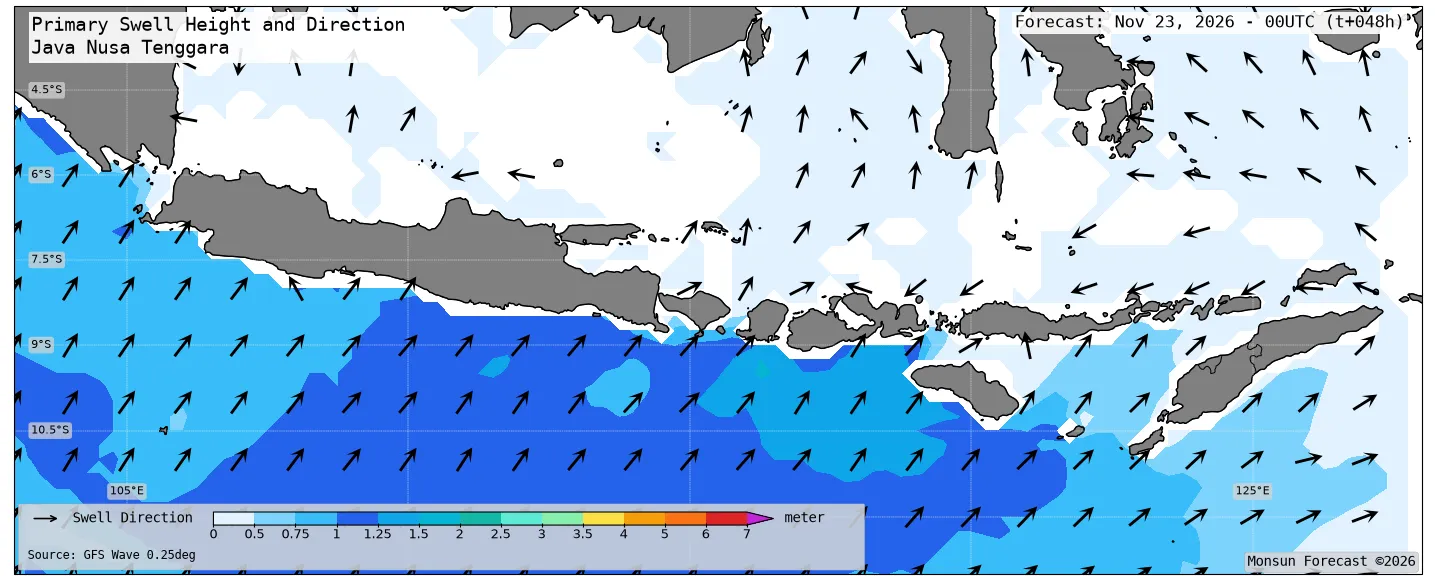 Primary Swell Height and Direction
Java Nusa Tenggara
Forecast: Nov 23, 2026 - 00UTC (t+048h)
4.5°S
6°S
7.5°S
9°S
10.5°S
105°E
125°E
Swell Direction
0 0.5 0.75 1 1.25 1.5 2 2.5 3 3.5 4 5 6 7
meter
Source: GFS Wave 0.25deg
Monsun Forecast ©2026